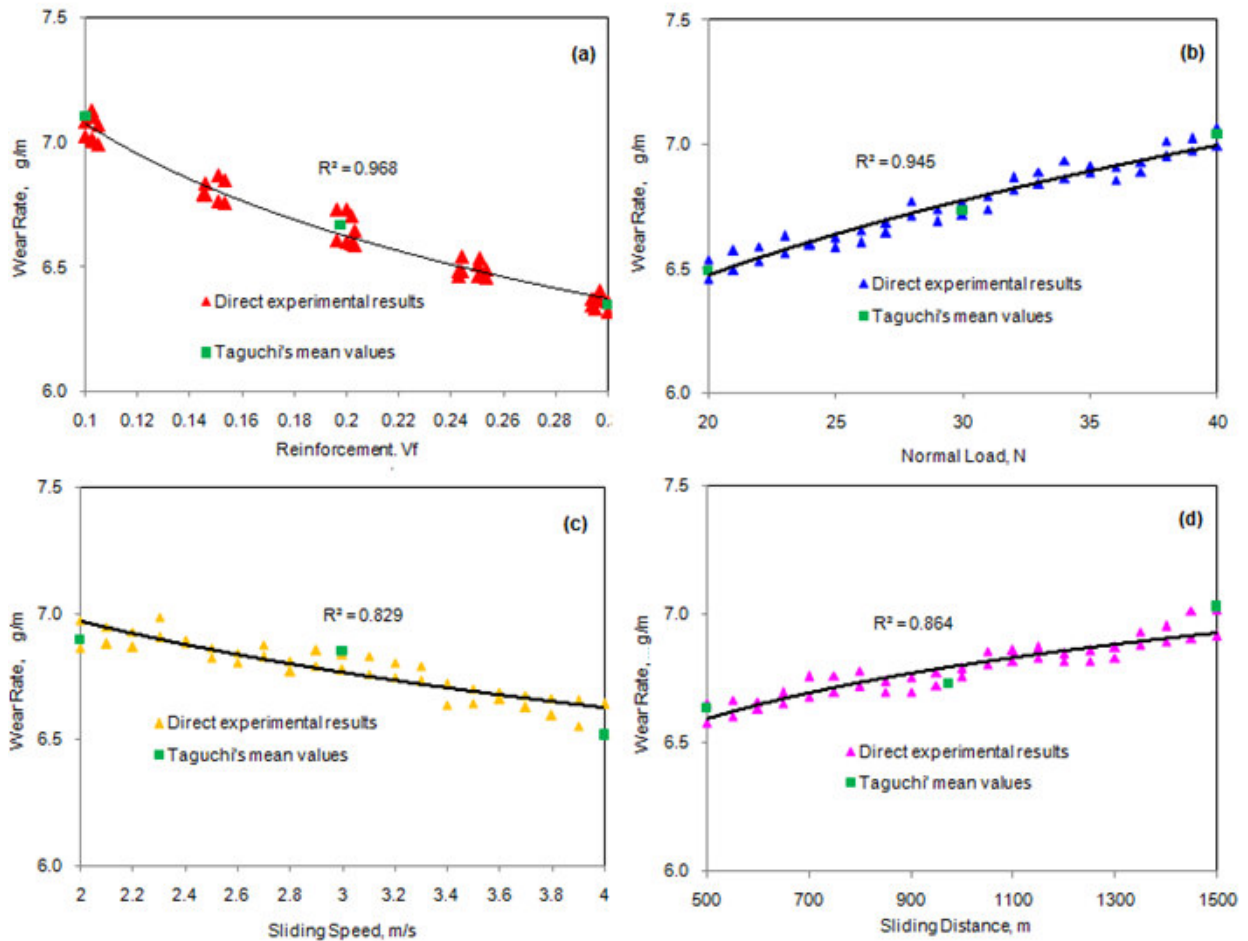 7.5
(a)
7.0
R² = 0.968
6.5
Direct experimental results
Taguchi's mean values
6.0
0.1 0.12 0.14 0.16 0.18 0.2 0.22 0.24 0.26 0.28 0.
Wear Rate, g/m
Reinforcement. Vf
7.5
(b)
7.0
R² = 0.945
6.5
Direct experimental results
Taguchi's mean values
6.0
20 25 30 35 40
Wear Rate, g/m
Normal Load, N
7.5
(c)
7.0
R² = 0.829
6.5
Direct experimental results
Taguchi's mean values
6.0
2 2.2 2.4 2.6 2.8 3 3.2 3.4 3.6 3.8 4
Wear Rate, g/m
Sliding Speed, m/s
7.5
(d)
7.0
R² = 0.864
6.5
Direct experimental results
Taguchi' mean values
6.0
500 700 900 1100 1300 1500
Wear Rate,... g/m
Sliding Distance, m